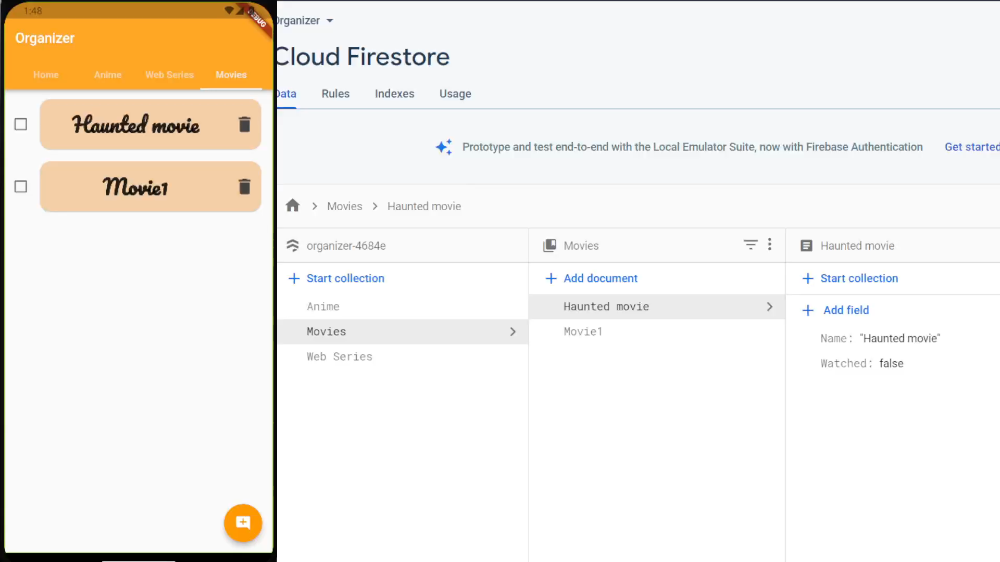 1:48
DEBUG
Organizer
Home Anime Web Series Movies
Haunted movie
Movie1
Organizer
Cloud Firestore
Data Rules Indexes Usage
Prototype and test end-to-end with the Local Emulator Suite, now with Firebase Authentication Get started
Movies Haunted movie
organizer-4684e
Start collection
Anime
Movies
Web Series
Movies
Add document
Haunted movie
Movie1
Haunted movie
Start collection
Add field
Name: "Haunted movie"
Watched: false